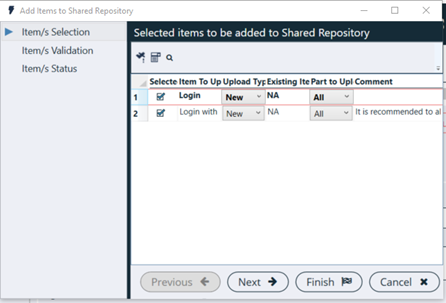 Add Items to Shared Repository
Item/s Selection
Item/s Validation
Item/s Status
Selected items to be added to Shared Repository
Selecte Item To Up Upload Typ Existing Ite Part to Upl Comment
1 Login New NA All
2 Login with New NA All It is recommended to al
Previous Next Finish Cancel